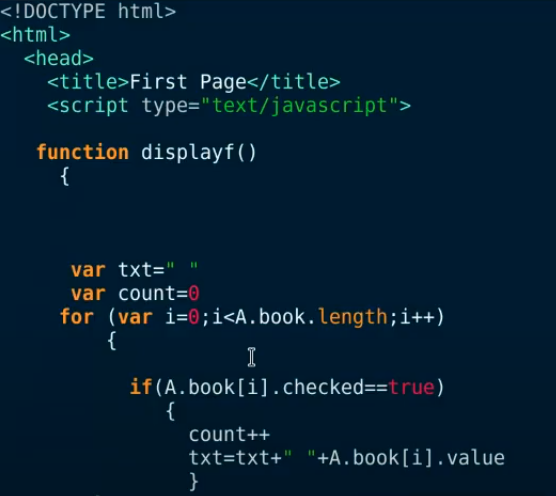 <!DOCTYPE html>
<html>
<head>
<title>First Page</title>
<script type="text/javascript">
function displayf()
{
var txt=" "
var count=0
for (var i=0;i<A.book.length;i++)
{
if(A.book[i].checked==true)
{
count++
txt=txt+" "+A.book[i].value
}